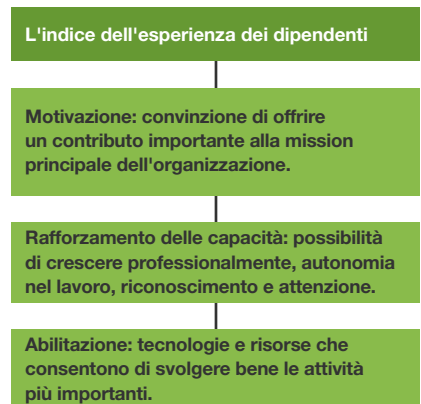 L'indice dell'esperienza dei dipendenti
Motivazione: convinzione di offrire
un contributo importante alla mission
principale dell'organizzazione.
Rafforzamento delle capacità: possibilità
di crescere professionalmente, autonomia
nel lavoro, riconoscimento e attenzione.
Abilitazione: tecnologie e risorse che
consentono di svolgere bene le attività
più importanti.